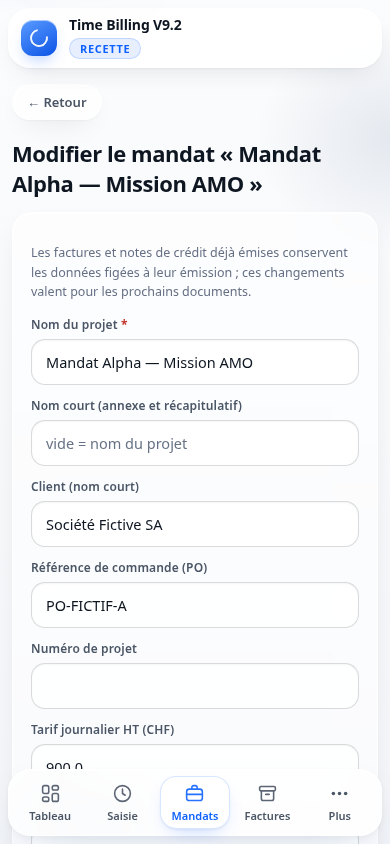 Time Billing V9.2
RECETTE
← Retour
Modifier le mandat « Mandat
Alpha — Mission AMO »
Les factures et notes de crédit déjà émises conservent
les données figées à leur émission ; ces changements
valent pour les prochains documents.
Nom du projet *
Mandat Alpha — Mission AMO
Nom court (annexe et récapitulatif)
vide = nom du projet
Client (nom court)
Société Fictive SA
Référence de commande (PO)
PO-FICTIF-A
Numéro de projet
Tarif journalier HT (CHF)
900.0
Tableau
Saisie
Mandats
Factures
Plus